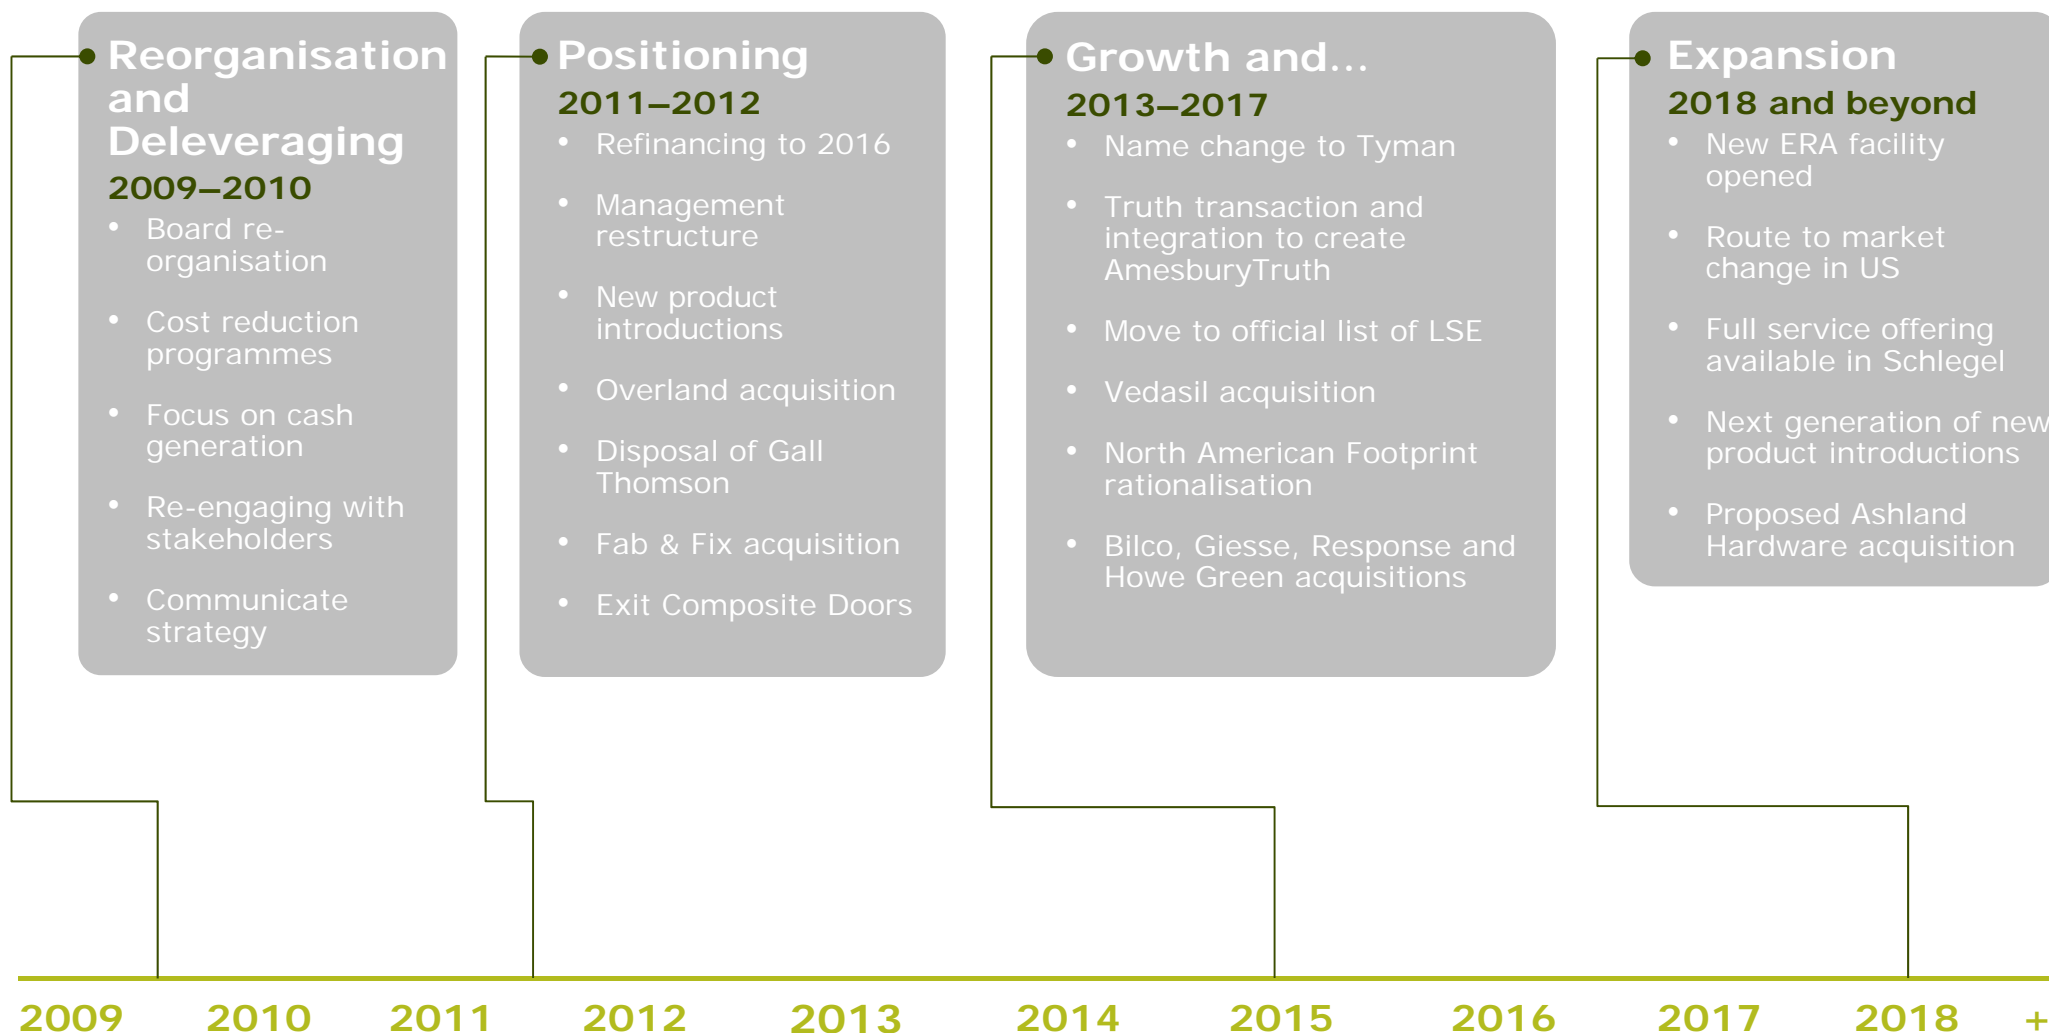 Reorganisation
and
Deleveraging
2009–2010
• Board re-
organisation
• Cost reduction
programmes
• Focus on cash
generation
• Re-engaging with
stakeholders
• Communicate
strategy
Positioning
2011–2012
• Refinancing to 2016
• Management
restructure
• New product
introductions
• Overland acquisition
• Disposal of Gall
Thomson
• Fab & Fix acquisition
• Exit Composite Doors
Growth and...
2013–2017
• Name change to Tyman
• Truth transaction and
integration to create
AmesburyTruth
• Move to official list of LSE
• Vedasil acquisition
• North American Footprint
rationalisation
• Bilco, Giesse, Response and
Howe Green acquisitions
Expansion
2018 and beyond
• New ERA facility
opened
• Route to market
change in US
• Full service offering
available in Schlegel
• Next generation of new
product introductions
• Proposed Ashland
Hardware acquisition
2009 2010 2011 2012 2013 2014 2015 2016 2017 2018 +